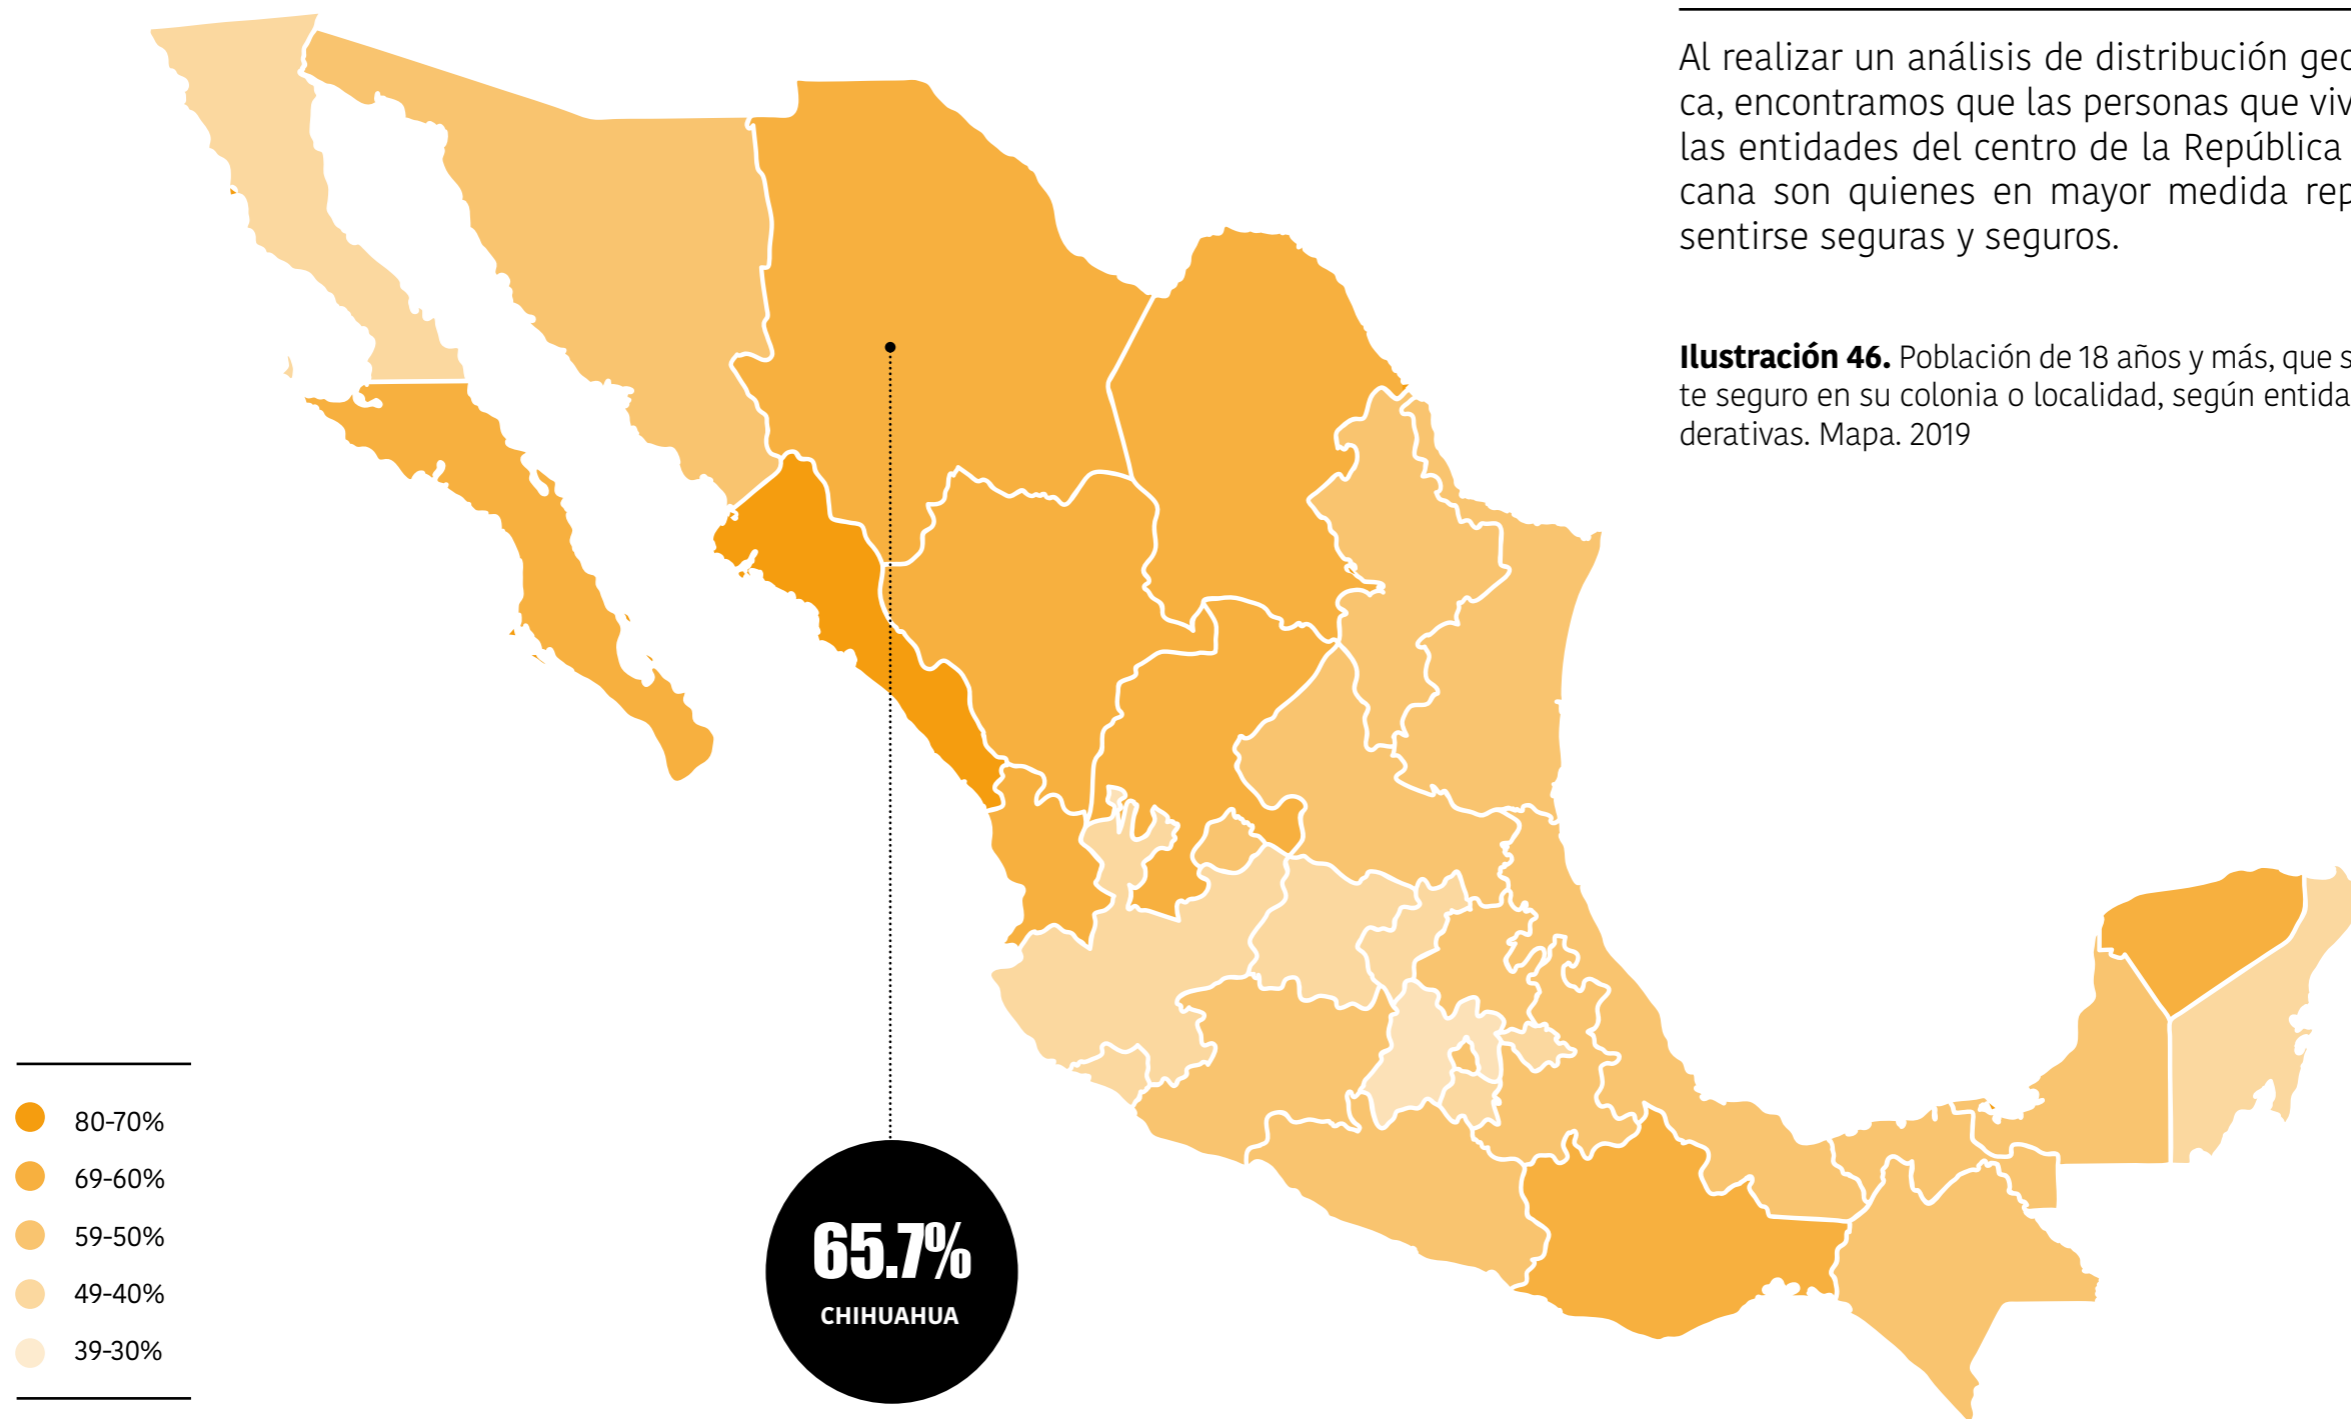 Al realizar un análisis de distribución geo
ca, encontramos que las personas que viv
las entidades del centro de la República
cana son quienes en mayor medida rep
sentirse seguras y seguros.
Ilustración 46. Población de 18 años y más, que s
te seguro en su colonia o localidad, según entida
derativas. Mapa. 2019
80-70%
69-60%
59-50%
49-40%
39-30%
65.7%
CHIHUAHUA